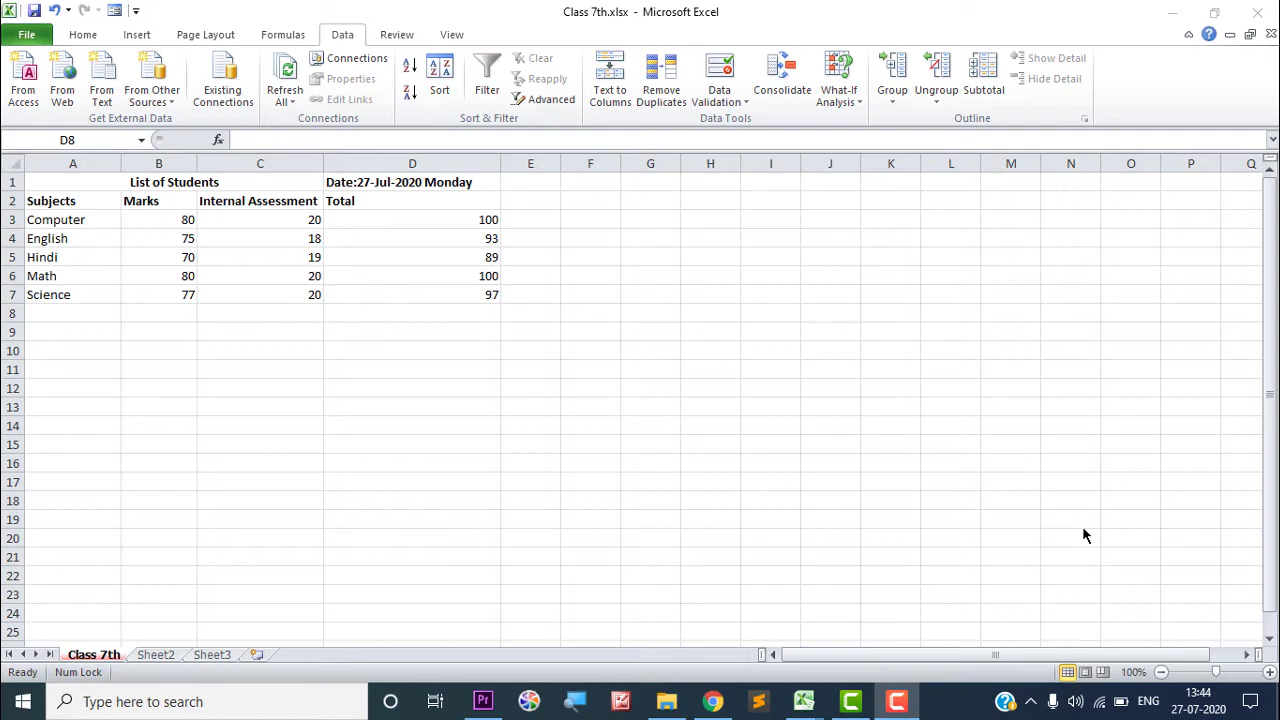 Class 7th.xlsx - Microsoft Excel
File Home Insert Page Layout Formulas Data Review View
From Access
From Web
From Text
From Other Sources
Existing Connections
Get External Data
Refresh All
Connections
Properties
Edit Links
Connections
Sort
Filter
Clear
Reapply
Advanced
Sort & Filter
Text to Columns
Remove Duplicates
Data Validation
Consolidate
What-If Analysis
Data Tools
Group
Ungroup
Subtotal
Show Detail
Hide Detail
Outline
D8 fx
A B C D E F G H I J K L M N O P Q
1 List of Students Date:27-Jul-2020 Monday
2 Subjects Marks Internal Assessment Total
3 Computer 80 20 100
4 English 75 18 93
5 Hindi 70 19 89
6 Math 80 20 100
7 Science 77 20 97
8
9
10
11
12
13
14
15
16
17
18
19
20
21
22
23
24
25
Class 7th Sheet2 Sheet3
Ready Num Lock 100%
Type here to search ENG 13:44
27-07-2020